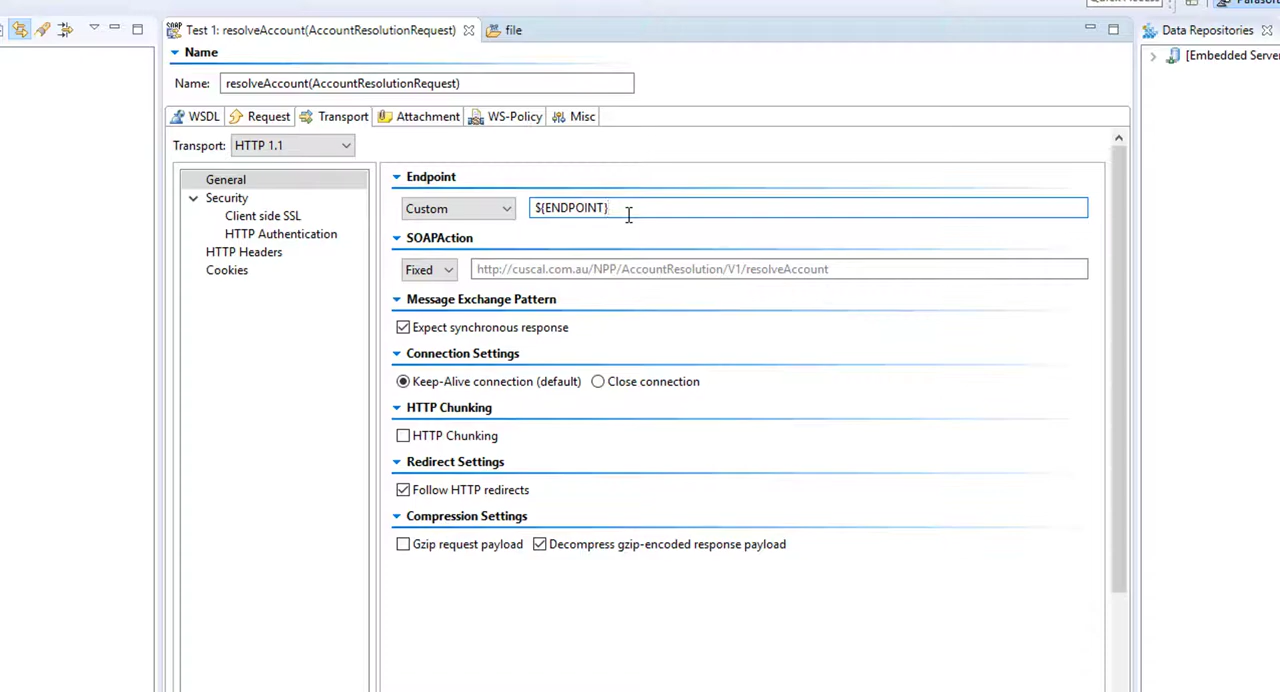 Quick Access
Parasof
Test 1: resolveAccount(AccountResolutionRequest)
file
Data Repositories
Name
[Embedded Serve
Name: resolveAccount(AccountResolutionRequest)
WSDL Request Transport Attachment WS-Policy Misc
Transport: HTTP 1.1
General
Security
Client side SSL
HTTP Authentication
HTTP Headers
Cookies
Endpoint
Custom ${ENDPOINT}
SOAPAction
Fixed http://cuscal.com.au/NPP/AccountResolution/V1/resolveAccount
Message Exchange Pattern
Expect synchronous response
Connection Settings
Keep-Alive connection (default) Close connection
HTTP Chunking
HTTP Chunking
Redirect Settings
Follow HTTP redirects
Compression Settings
Gzip request payload Decompress gzip-encoded response payload